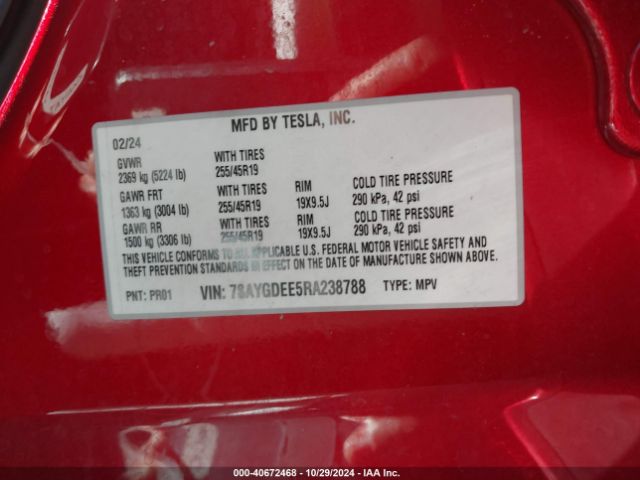 MFD BY TESLA, INC.
02/24
GVWR WITH TIRES
2369 kg (5224 lb) 255/45R19
GAWR FRT WITH TIRES RIM COLD TIRE PRESSURE
1363 kg (3004 lb) 255/45R19 19X9.5J 290 kPa, 42 psi
GAWR RR WITH TIRES RIM COLD TIRE PRESSURE
1500 kg (3306 lb) 255/45R19 19X9.5J 290 kPa, 42 psi
THIS VEHICLE CONFORMS TO ALL APPLICABLE U.S. FEDERAL MOTOR VEHICLE SAFETY AND
THEFT PREVENTION STANDARDS IN EFFECT ON THE DATE OF MANUFACTURE SHOWN ABOVE.
PNT: PR01 VIN: 7SAYGDEE5RA238788 TYPE: MPV
000-40672468 - 10/29/2024 - IAA Inc.